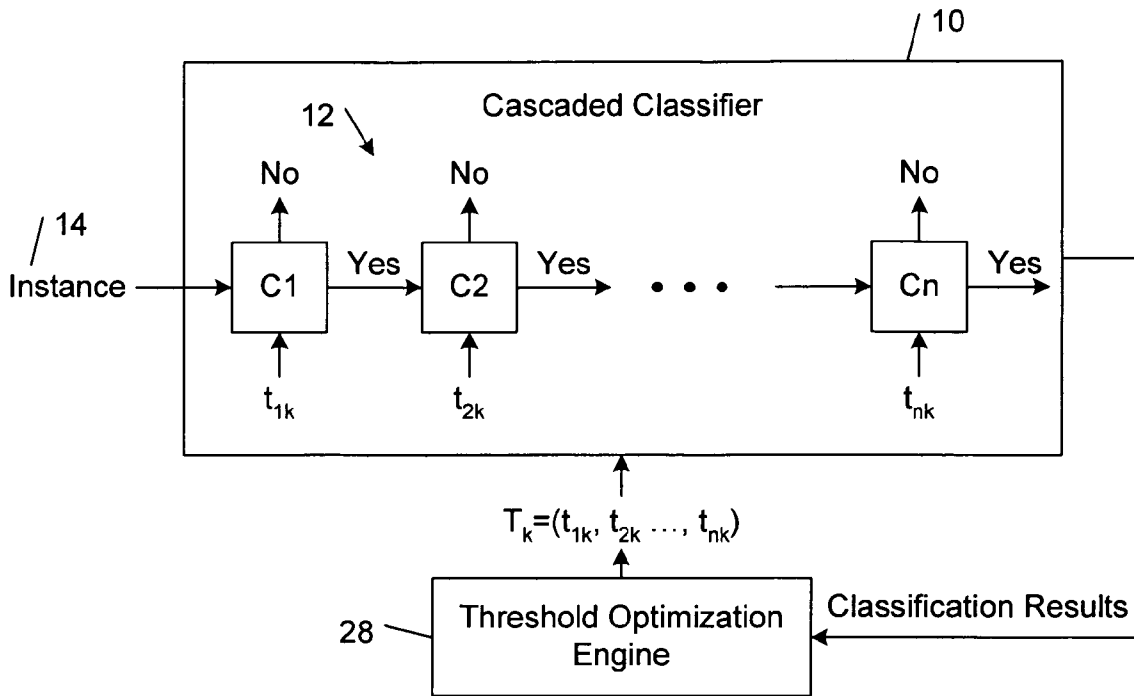 10
Cascaded Classifier
12
No No No
14
Instance C1 Yes C2 Yes • • • Cn Yes
t1k t2k tnk
Tk=(t1k, t2k ..., tnk)
28
Threshold Optimization
Engine
Classification Results